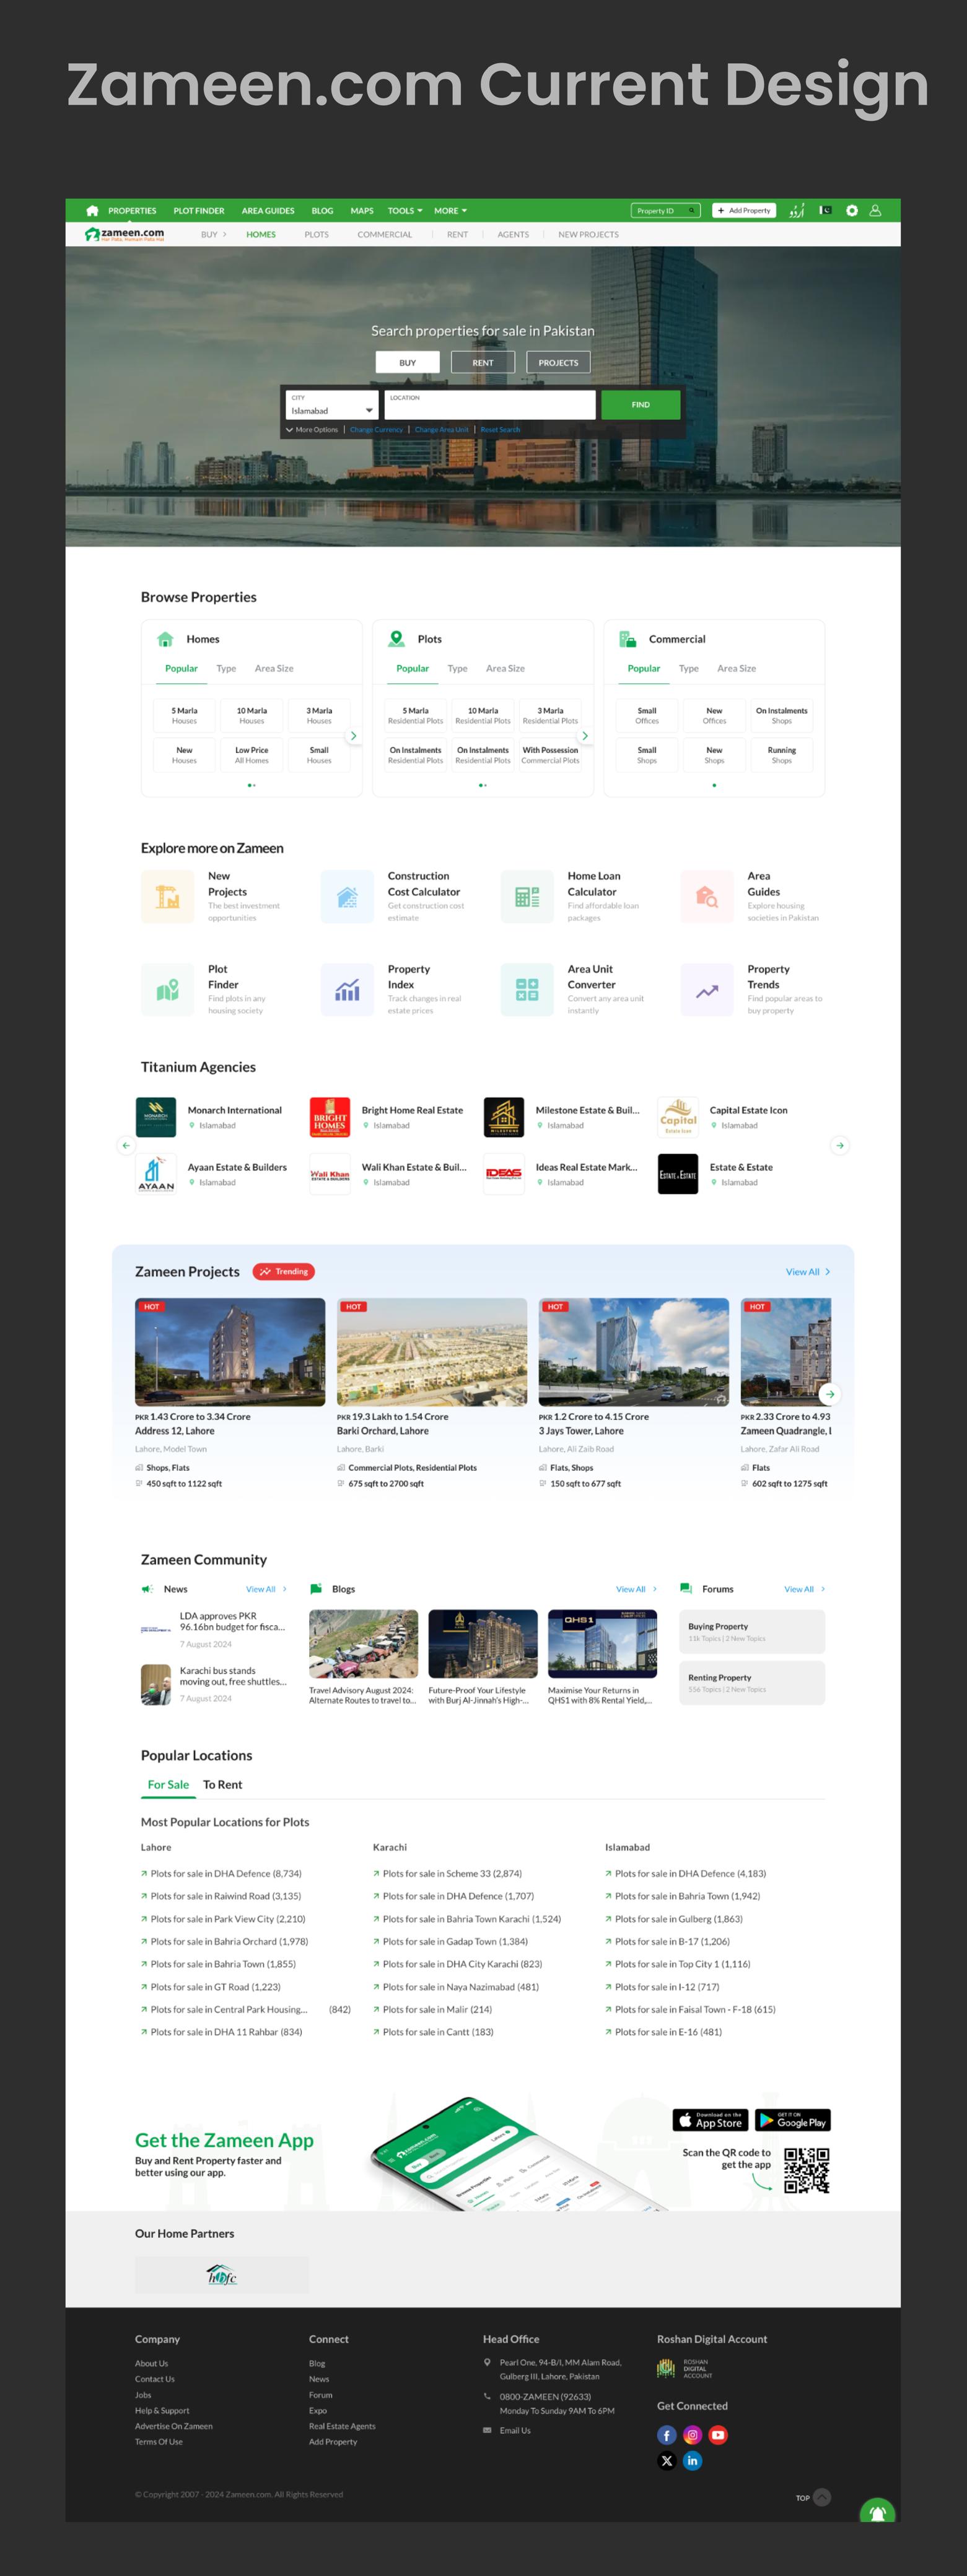 Zameen.com Current Design
PROPERTIES PLOT FINDER AREA GUIDES BLOG MAPS TOOLS MORE Property ID + Add Property اردو
zameen.com BUY HOMES PLOTS COMMERCIAL RENT AGENTS NEW PROJECTS
Search properties for sale in Pakistan
BUY RENT PROJECTS
CITY LOCATION
Islamabad FIND
More Options | Change Currency | Change Area Unit | Reset Search
Browse Properties
Homes
Popular Type Area Size
5 Marla 10 Marla 3 Marla
Houses Houses Houses
New Low Price Small
Houses All Homes Houses
Plots
Popular Type Area Size
5 Marla 10 Marla 3 Marla
Residential Plots Residential Plots Residential Plots
On Instalments On Instalments With Possession
Residential Plots Residential Plots Commercial Plots
Commercial
Popular Type Area Size
Small New On Instalments
Offices Offices Shops
Small New Running
Shops Shops Shops
Explore more on Zameen
New
Projects
The best investment
opportunities
Construction
Cost Calculator
Get construction cost
estimate
Home Loan
Calculator
Find affordable loan
packages
Area
Guides
Explore housing
societies in Pakistan
Plot
Finder
Find plots in any
housing society
Property
Index
Track changes in real
estate prices
Area Unit
Converter
Convert any area unit
instantly
Property
Trends
Find popular areas to
buy property
Titanium Agencies
MONARCH
Monarch International
Islamabad
BRIGHT
HOMES
Bright Home Real Estate
Islamabad
MILESTONE
Milestone Estate & Buil...
Islamabad
Capital
Estate Icon
Capital Estate Icon
Islamabad
AYAAN
Ayaan Estate & Builders
Islamabad
Wali Khan
ESTATE & BUILDERS
Wali Khan Estate & Buil...
Islamabad
IDEAS
Ideas Real Estate Mark...
Islamabad
ESTATE & ESTATE
Estate & Estate
Islamabad
Zameen Projects Trending View All
HOT
PKR 1.43 Crore to 3.34 Crore
Address 12, Lahore
Lahore, Model Town
Shops, Flats
450 sqft to 1122 sqft
HOT
PKR 19.3 Lakh to 1.54 Crore
Barki Orchard, Lahore
Lahore, Barki
Commercial Plots, Residential Plots
675 sqft to 2700 sqft
HOT
PKR 1.2 Crore to 4.15 Crore
3 Jays Tower, Lahore
Lahore, Ali Zaib Road
Flats, Shops
150 sqft to 677 sqft
HOT
PKR 2.33 Crore to 4.93
Zameen Quadrangle, L
Lahore, Zafar Ali Road
Flats
602 sqft to 1275 sqft
Zameen Community
News View All
LDA approves PKR
96.16bn budget for fisca...
7 August 2024
Karachi bus stands
moving out, free shuttles...
7 August 2024
Blogs View All
Travel Advisory August 2024:
Alternate Routes to travel to...
Future-Proof Your Lifestyle
with Burj Al-Jinnah's High-...
QHS1
Maximise Your Returns in
QHS1 with 8% Rental Yield,...
Forums View All
Buying Property
11k Topics | 2 New Topics
Renting Property
556 Topics | 2 New Topics
Popular Locations
For Sale To Rent
Most Popular Locations for Plots
Lahore
Plots for sale in DHA Defence (8,734)
Plots for sale in Raiwind Road (3,135)
Plots for sale in Park View City (2,210)
Plots for sale in Bahria Orchard (1,978)
Plots for sale in Bahria Town (1,855)
Plots for sale in GT Road (1,223)
Plots for sale in Central Park Housing... (842)
Plots for sale in DHA 11 Rahbar (834)
Karachi
Plots for sale in Scheme 33 (2,874)
Plots for sale in DHA Defence (1,707)
Plots for sale in Bahria Town Karachi (1,524)
Plots for sale in Gadap Town (1,384)
Plots for sale in DHA City Karachi (823)
Plots for sale in Naya Nazimabad (481)
Plots for sale in Malir (214)
Plots for sale in Cantt (183)
Islamabad
Plots for sale in DHA Defence (4,183)
Plots for sale in Bahria Town (1,942)
Plots for sale in Gulberg (1,863)
Plots for sale in B-17 (1,206)
Plots for sale in Top City 1 (1,116)
Plots for sale in I-12 (717)
Plots for sale in Faisal Town - F-18 (615)
Plots for sale in E-16 (481)
Get the Zameen App
Buy and Rent Property faster and
better using our app.
Download on the
App Store
GET IT ON
Google Play
Scan the QR code to
get the app
Our Home Partners
hbfc
Company
About Us
Contact Us
Jobs
Help & Support
Advertise On Zameen
Terms Of Use
Connect
Blog
News
Forum
Expo
Real Estate Agents
Add Property
Head Office
Pearl One, 94-B/I, MM Alam Road,
Gulberg III, Lahore, Pakistan
0800-ZAMEEN (92633)
Monday To Sunday 9AM To 6PM
Email Us
Roshan Digital Account
ROSHAN
DIGITAL
ACCOUNT
Get Connected
© Copyright 2007 - 2024 Zameen.com. All Rights Reserved
TOP